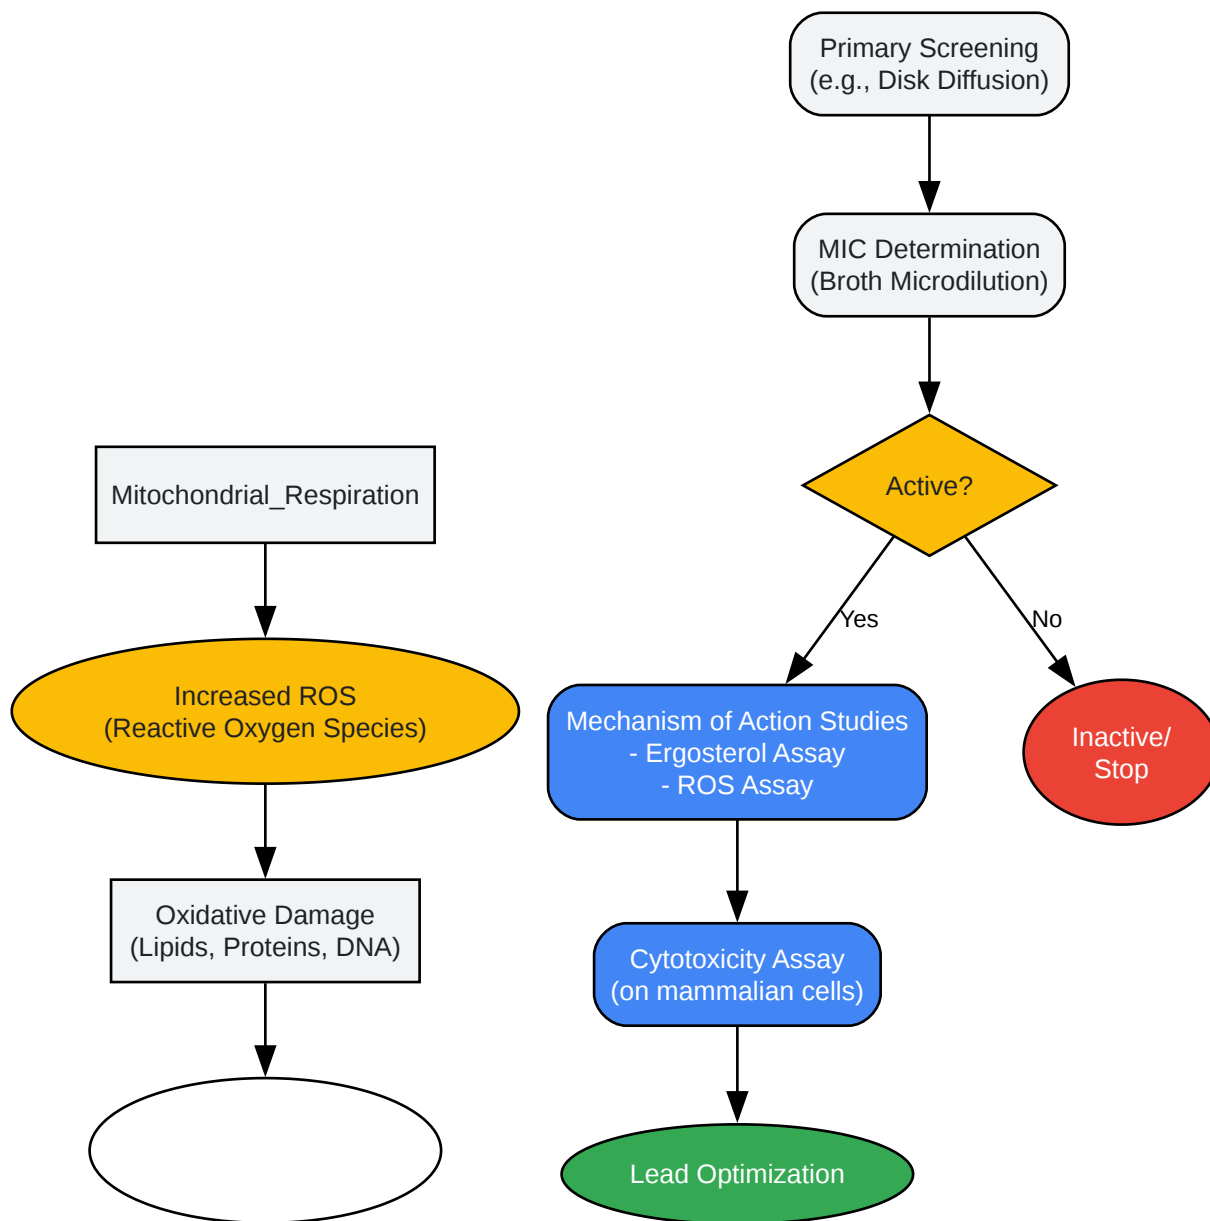 Primary Screening
(e.g., Disk Diffusion)
MIC Determination
(Broth Microdilution)
Active?
Yes
No
Mechanism of Action Studies
- Ergosterol Assay
- ROS Assay
Inactive/
Stop
Cytotoxicity Assay
(on mammalian cells)
Lead Optimization
Mitochondrial_Respiration
Increased ROS
(Reactive Oxygen Species)
Oxidative Damage
(Lipids, Proteins, DNA)